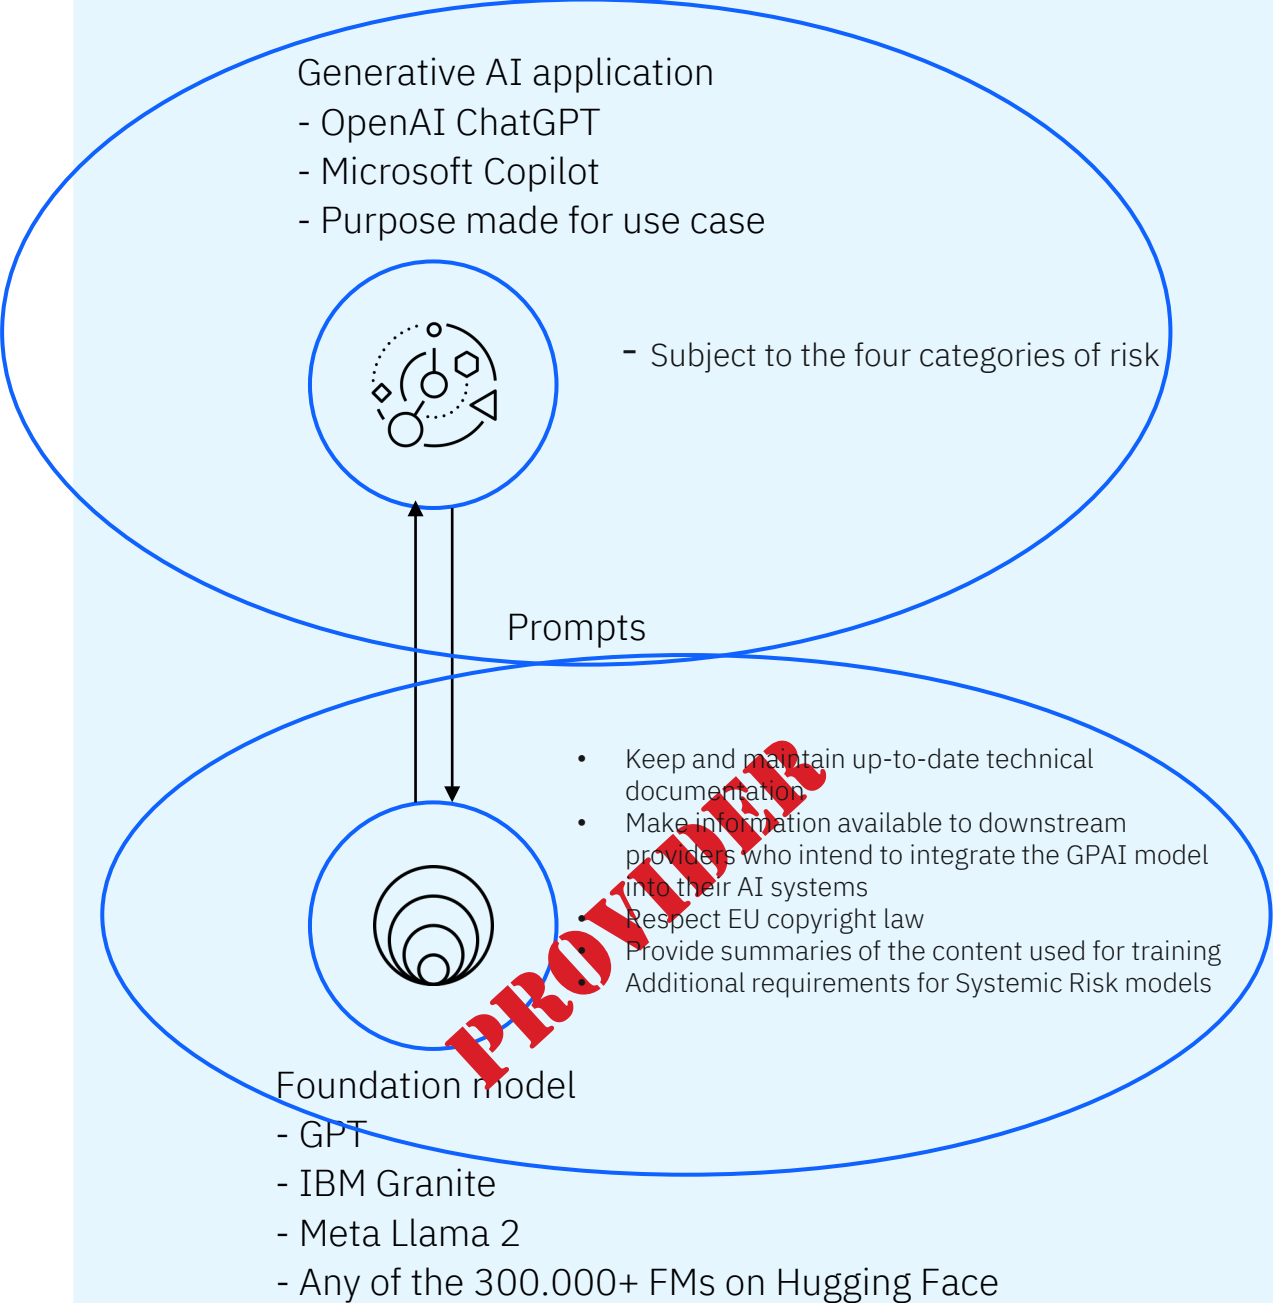 Generative AI application
- OpenAI ChatGPT
- Microsoft Copilot
- Purpose made for use case
- Subject to the four categories of risk
Prompts
• Keep and maintain up-to-date technical
documentation
• Make information available to downstream
providers who intend to integrate the GPAI model
into their AI systems
• Respect EU copyright law
• Provide summaries of the content used for training
• Additional requirements for Systemic Risk models
PROVIDER
Foundation model
- GPT
- IBM Granite
- Meta Llama 2
- Any of the 300.000+ FMs on Hugging Face